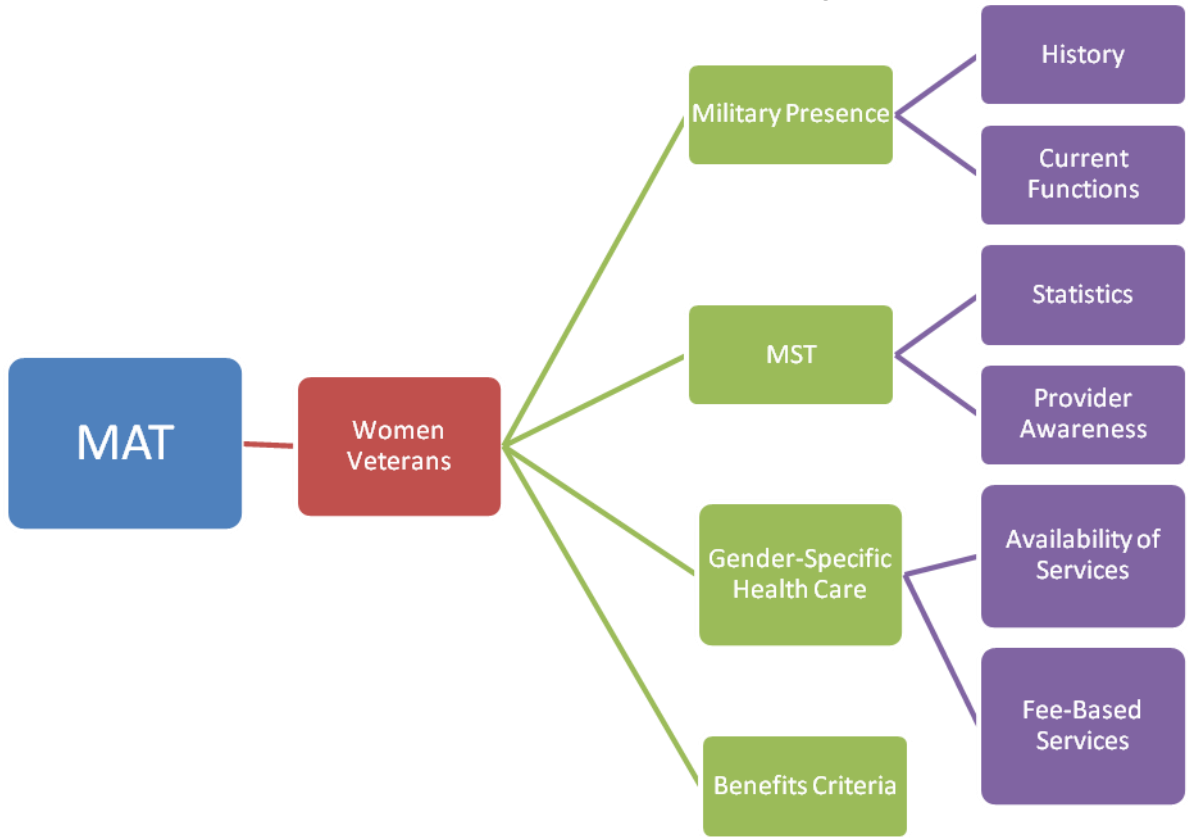 MAT
Women
Veterans
Military Presence
History
Current
Functions
MST
Statistics
Provider
Awareness
Gender-Specific
Health Care
Availability of
Services
Fee-Based
Services
Benefits Criteria